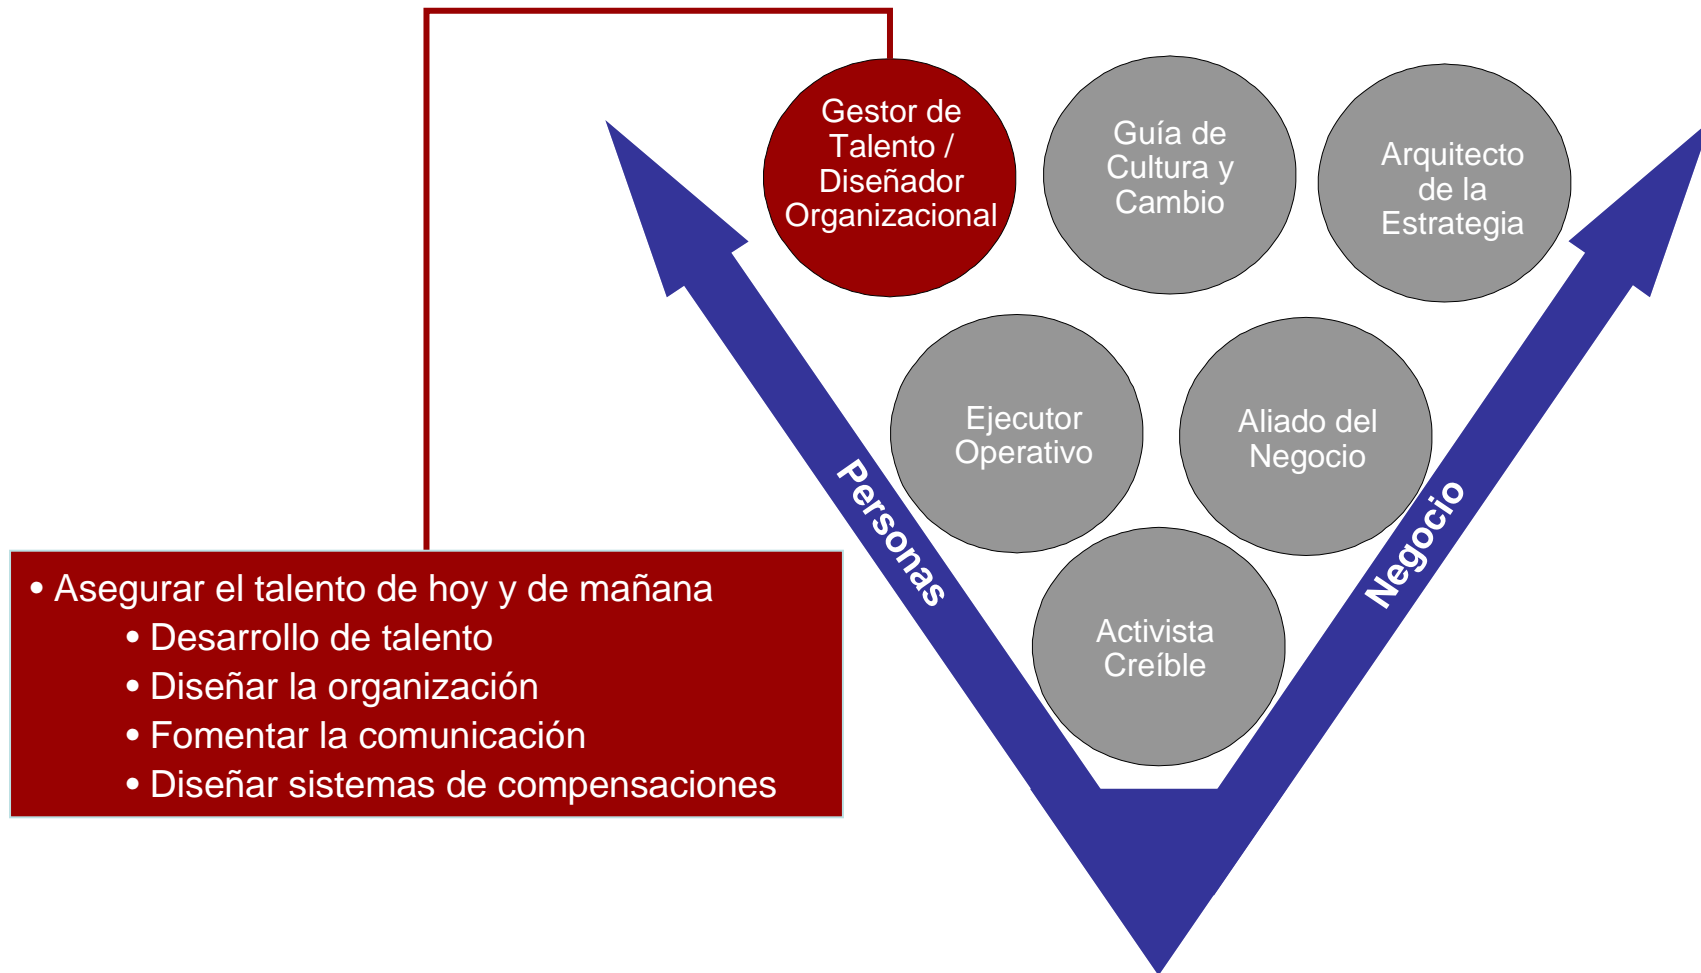 Gestor de
Talento /
Diseñador
Organizacional
Guía de
Cultura y
Cambio
Arquitecto
de la
Estrategia
Ejecutor
Operativo
Aliado del
Negocio
Activista
Creíble
Personas
Negocio
• Asegurar el talento de hoy y de mañana
• Desarrollo de talento
• Diseñar la organización
• Fomentar la comunicación
• Diseñar sistemas de compensaciones